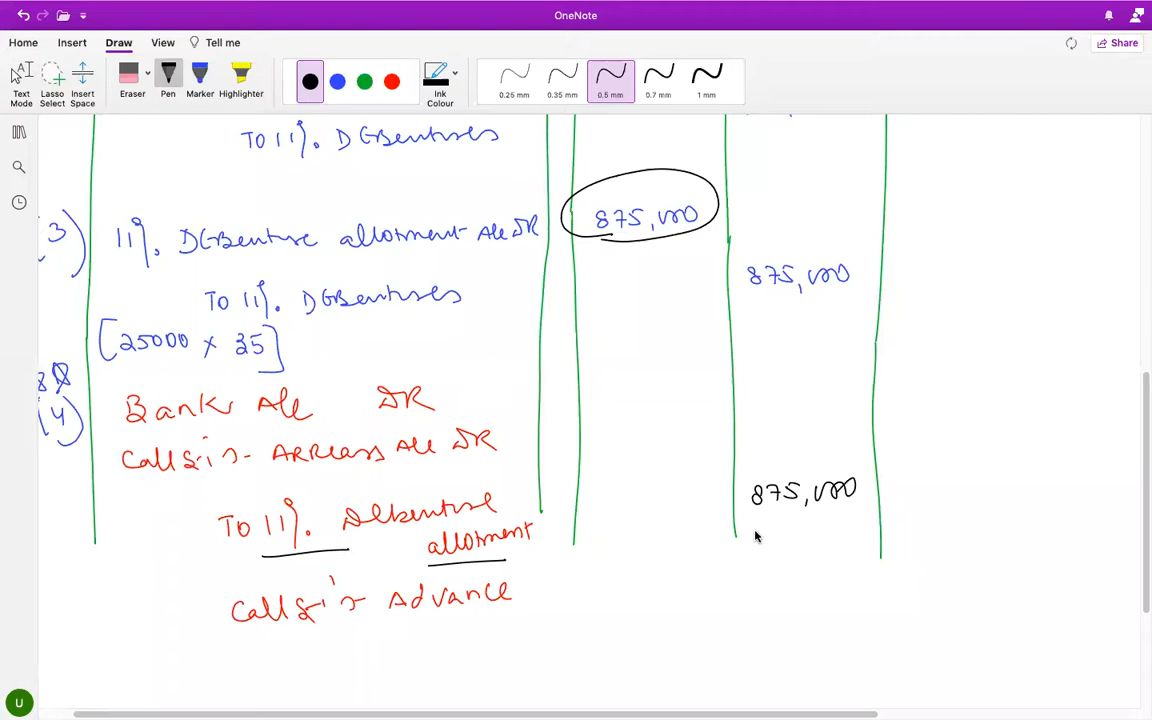 OneNote
Home Insert Draw View Tell me Share
Text Mode Lasso Select Insert Space Eraser Pen Marker Highlighter Ink Colour 0.25 mm 0.35 mm 0.5 mm 0.7 mm 1 mm
To 11%. DEBentures
(3) 11%. DEBenture allotment A/c DR 875,000
To 11%. DEBentures 875,000
[25000 × 35]
(4) Bank A/c DR
Calls-in-ARRears A/c DR
To 11%. Debenture allotment 875,000
Calls-in-Advance
U